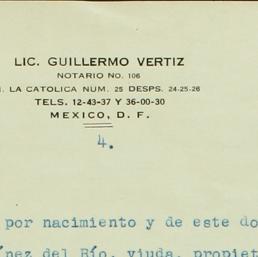 LIC. GUILLERMO VERTIZ
NOTARIO NO. 106
LA CATOLICA NUM. 25 DESPS. 24-25-26
TELS. 12-43-37 Y 36-00-30
MEXICO, D. F.
4.
por nacimiento y de este do
del Río, viuda, propiet